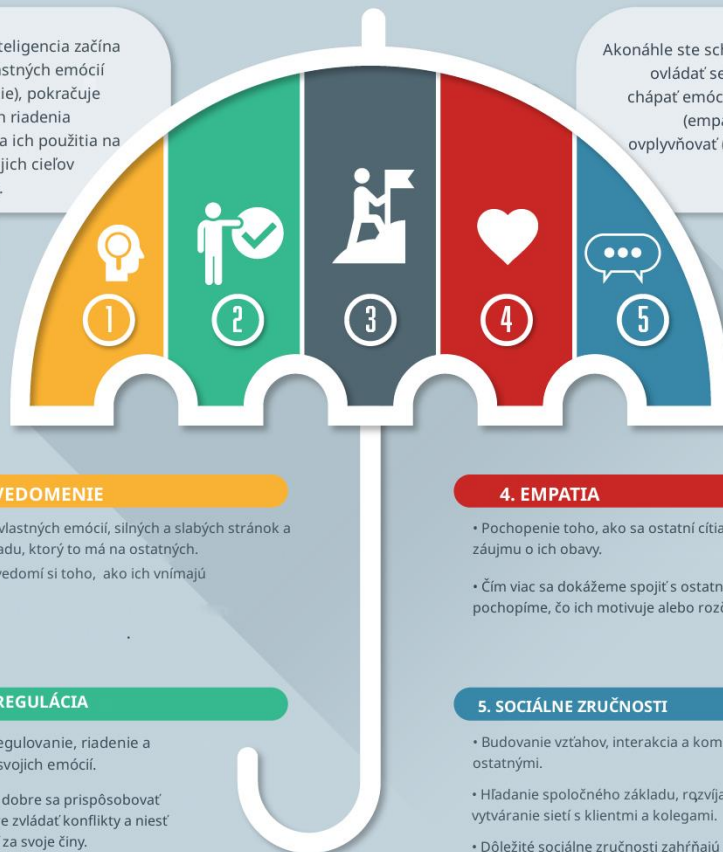 teligencia začína
astných emócií
ie), pokračuje
n riadenia
a ich použitia na
jich cieľov
.
Akonáhle ste sch
ovládať se
chápať emóc
(empa
ovplyvňovať (
1
2
3
4
5
VEDOMENIE
vlastných emócií, silných a slabých stránok a
adu, ktorý to má na ostatných.
vedomí si toho, ako ich vnímajú
.
REGULÁCIA
egulovanie, riadenie a
svojich emócií.
dobre sa prispôsobovať
e zvládať konflikty a niesť
za svoje činy.
4. EMPATIA
• Pochopenie toho, ako sa ostatní cítia
záujmu o ich obavy.
• Čím viac sa dokážeme spojiť s ostatn
pochopíme, čo ich motivuje alebo rozč
5. SOCIÁLNE ZRUČNOSTI
• Budovanie vzťahov, interakcia a kom
ostatnými.
• Hľadanie spoločného základu, rozvíja
vytváranie sietí s klientmi a kolegami.
• Dôležité sociálne zručnosti zahŕňajú